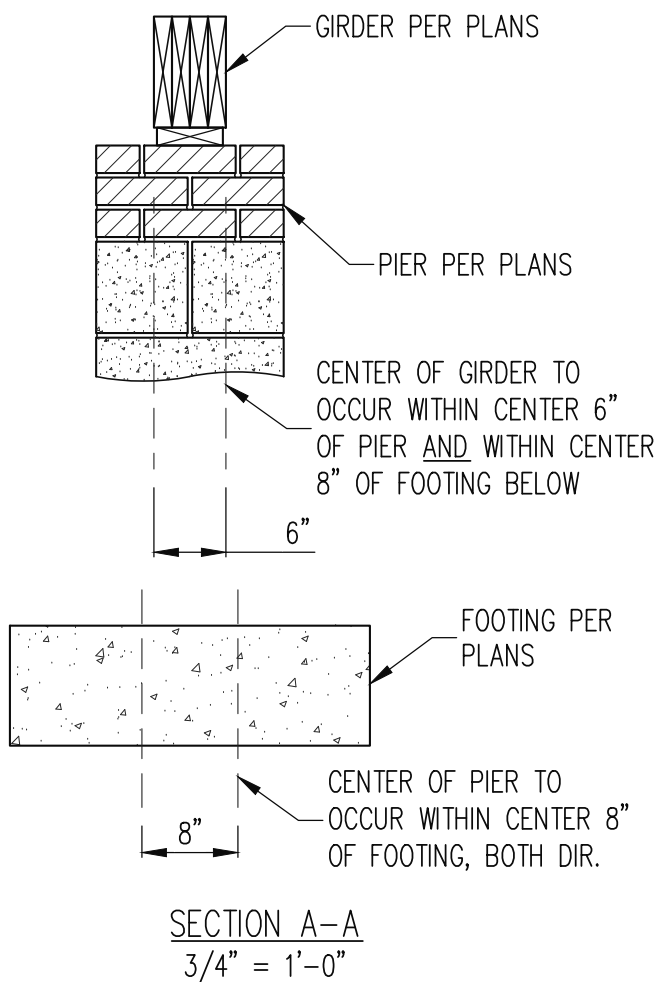 GIRDER PER PLANS
PIER PER PLANS
CENTER OF GIRDER TO
OCCUR WITHIN CENTER 6”
OF PIER AND WITHIN CENTER
8” OF FOOTING BELOW
6”
FOOTING PER
PLANS
CENTER OF PIER TO
OCCUR WITHIN CENTER 8”
OF FOOTING, BOTH DIR.
8”
SECTION A–A
3/4” = 1’–0”